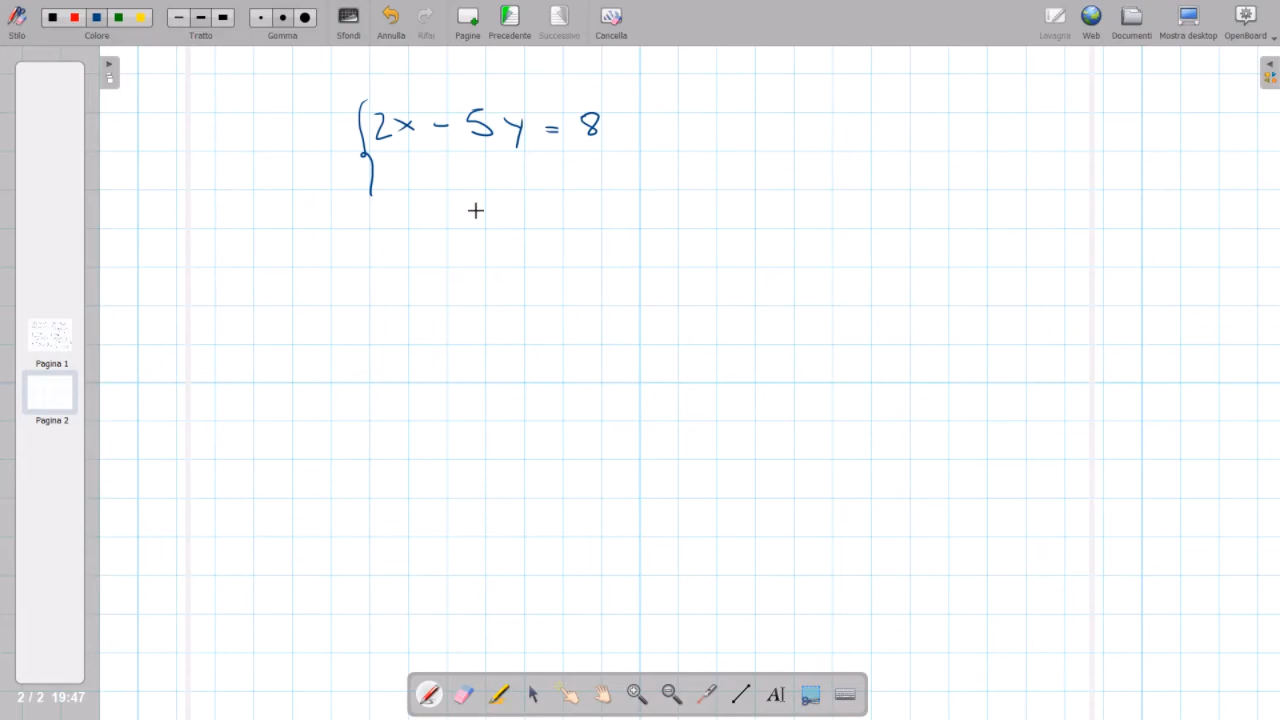 Stilo Colore Tratto Gomma Sfondi Annulla Rifai Pagine Precedente Successivo Cancella Lavagna Web Documenti Mostra desktop OpenBoard
2x - 5y = 8
Pagina 1
Pagina 2
2 / 2 19:47
AI